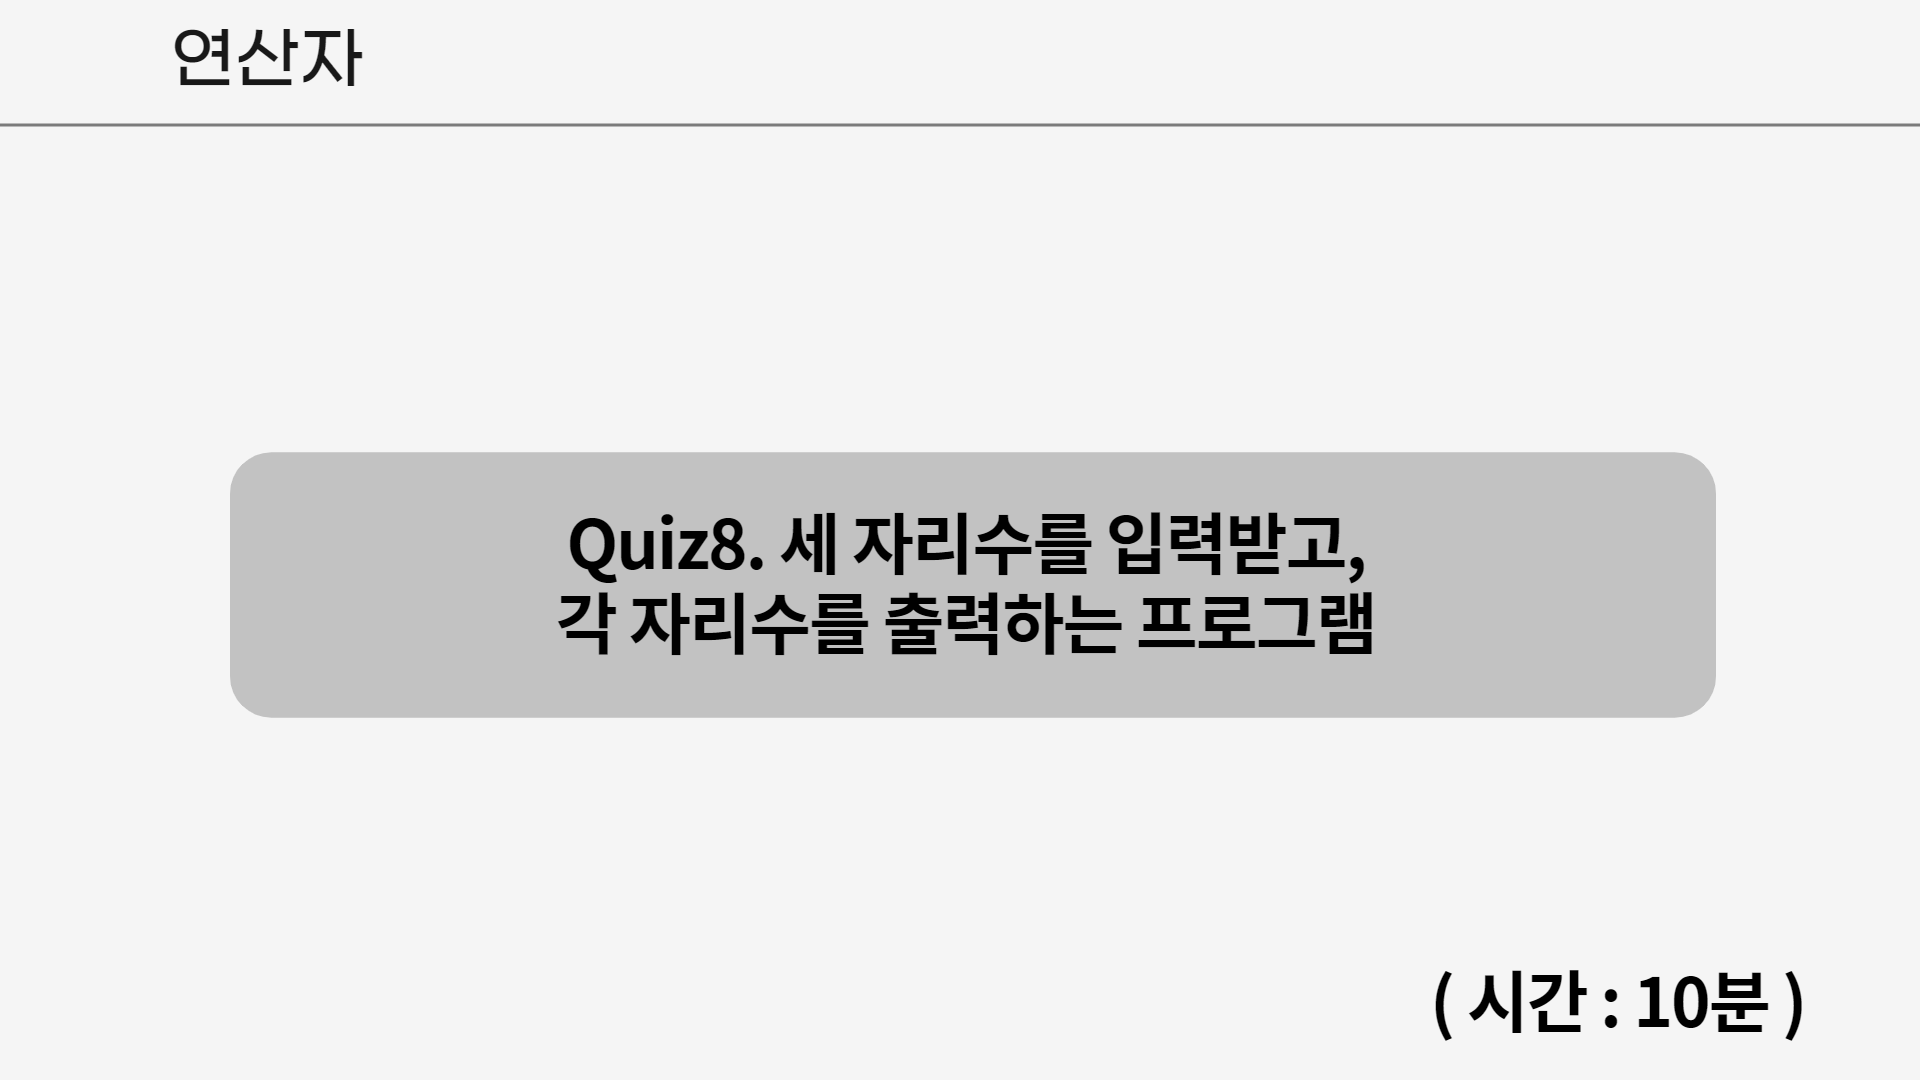 연산자
Quiz8. 세 자리수를 입력받고,
각 자리수를 출력하는 프로그램
( 시간 : 10분 )